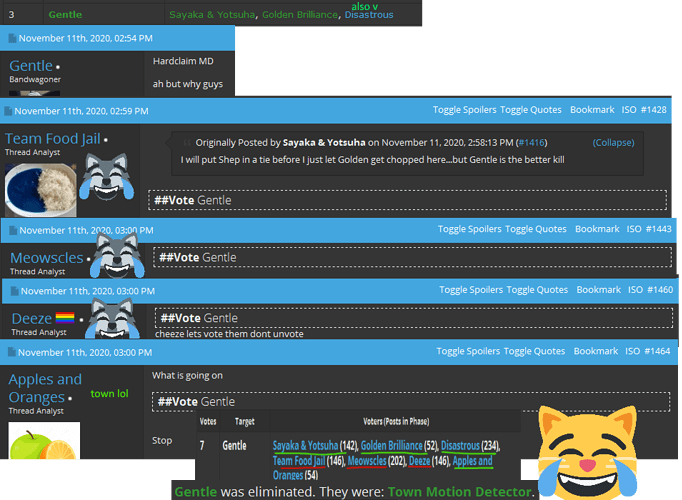 also v
3 Gentle Sayaka & Yotsuha, Golden Brilliance, Disastrous
November 11th, 2020, 02:54 PM
Gentle
Hardclaim MD
Bandwagoner
ah but why guys
November 11th, 2020, 02:59 PM Toggle Spoilers Toggle Quotes Bookmark ISO #1428
Team Food Jail
Thread Analyst
Originally Posted by Sayaka & Yotsuha on November 11, 2020, 2:58:13 PM (#1416) (Collapse)
I will put Shep in a tie before I just let Golden get chopped here...but Gentle is the better kill
##Vote Gentle
November 11th, 2020, 03:00 PM Toggle Spoilers Toggle Quotes Bookmark ISO #1443
Meowscles
Thread Analyst
##Vote Gentle
November 11th, 2020, 03:00 PM Toggle Spoilers Toggle Quotes Bookmark ISO #1460
Deeze
Thread Analyst
##Vote Gentle
cheeze lets vote them dont unvote
November 11th, 2020, 03:00 PM Toggle Spoilers Toggle Quotes Bookmark ISO #1464
Apples and
Oranges
Thread Analyst
town lol
What is going on
##Vote Gentle
Stop
Votes Target Voters (Posts in Phase)
7 Gentle Sayaka & Yotsuha (142), Golden Brilliance (52), Disastrous (234),
Team Food Jail (146), Meowscles (202), Deeze (146), Apples and
Oranges (54)
Gentle was eliminated. They were: Town Motion Detector.